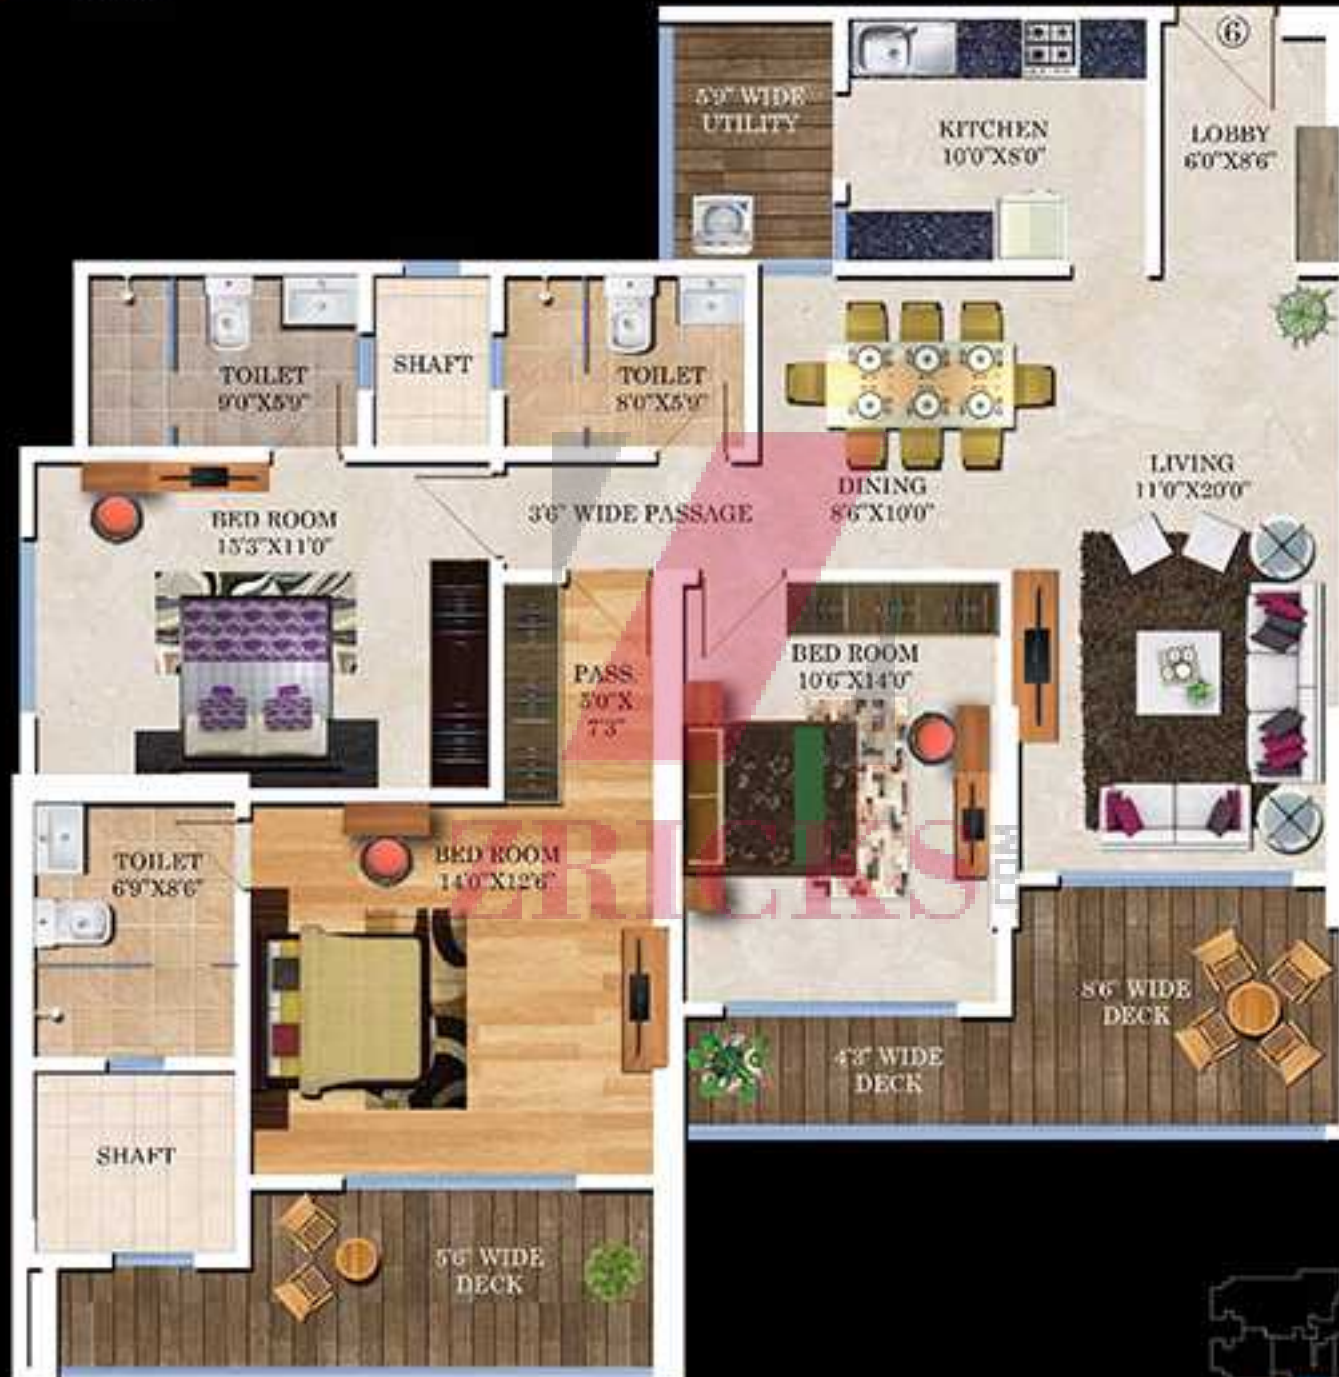 6
5'9" WIDE
UTILITY
KITCHEN
10'0"X8'0"
LOBBY
6'0"X8'6"
TOILET
9'0"X5'9"
SHAFT
TOILET
8'0"X5'9"
LIVING
11'0"X20'0"
DINING
8'6"X10'0"
3'6" WIDE PASSAGE
BED ROOM
15'3"X11'0"
PASS.
5'0"X
7'3"
BED ROOM
10'6"X14'0"
ZRICKS
.COM
TOILET
6'9"X8'6"
BED ROOM
14'0"X12'6"
8'6" WIDE
DECK
4'3" WIDE
DECK
SHAFT
5'6" WIDE
DECK